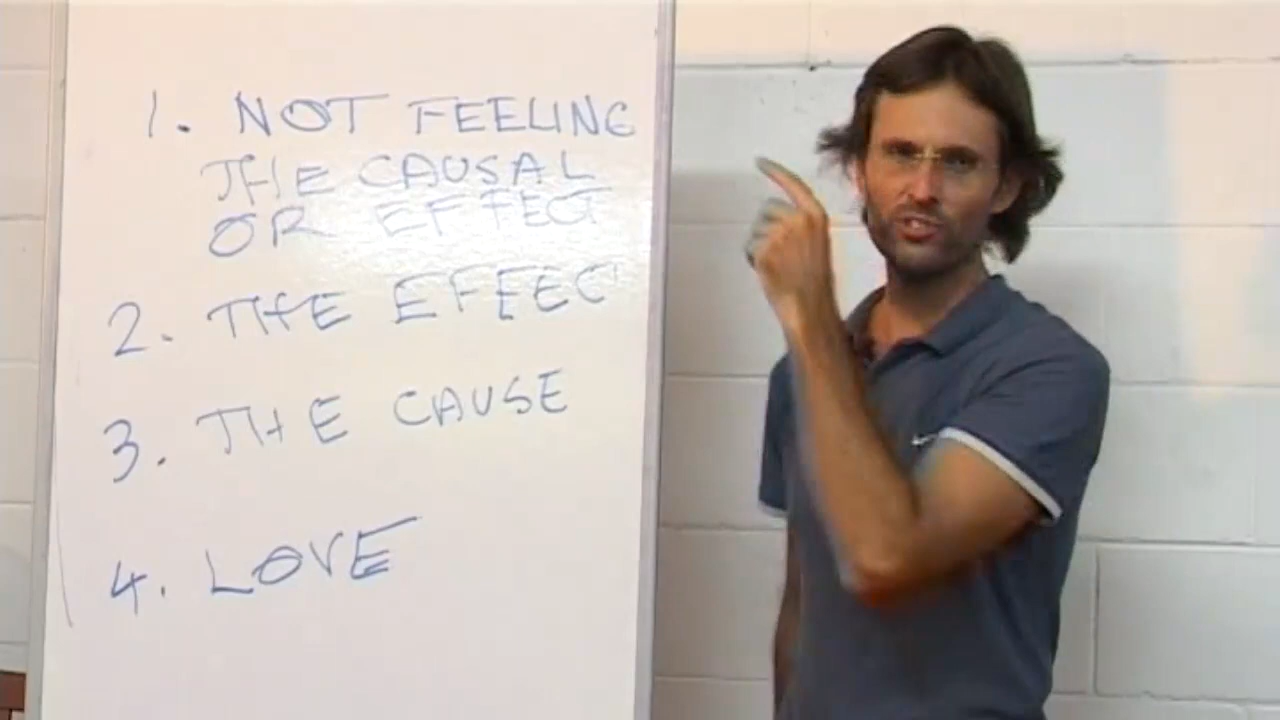 1. NOT FEELING
THE CAUSAL
OR EFFECT
2. THE EFFECT
3. THE CAUSE
4. LOVE